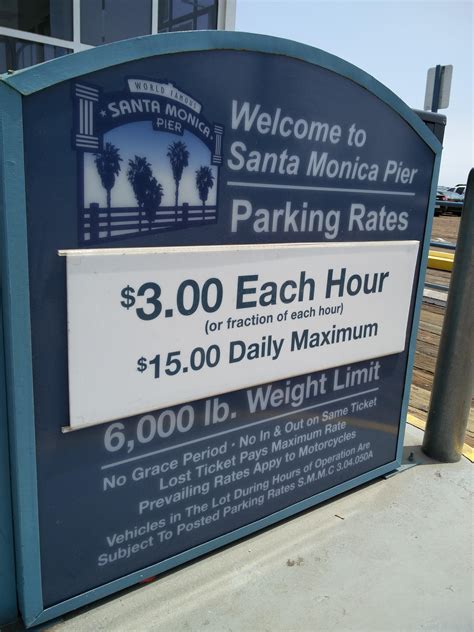 WORLD FAMOUS
SANTA MONICA
PIER
Welcome to
Santa Monica Pier
Parking Rates
$3.00 Each Hour
(or fraction of each hour)
$15.00 Daily Maximum
6,000 lb. Weight Limit
No Grace Period · No In & Out on Same Ticket
Lost Ticket Pays Maximum Rate
Prevailing Rates Appy to Motorcycles
Vehicles in The Lot During Hours of Operation Are
Subject To Posted Parking Rates S.M.M.C 3.04.050A